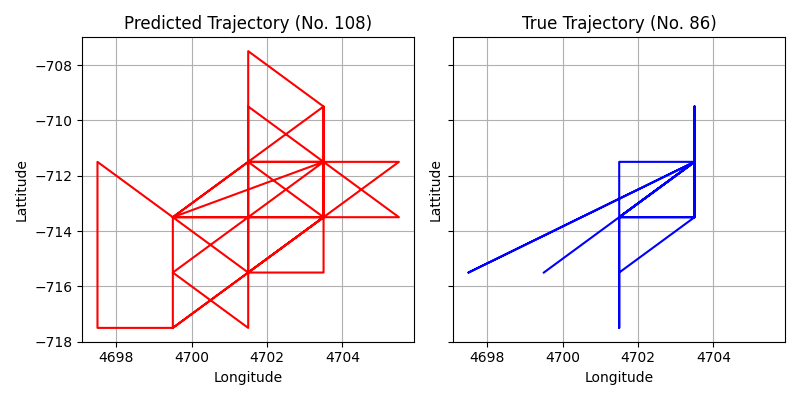 Predicted Trajectory (No. 108)
True Trajectory (No. 86)
−708
−710
−712
−714
−716
−718
Lattitude
Lattitude
4698 4700 4702 4704
4698 4700 4702 4704
Longitude
Longitude